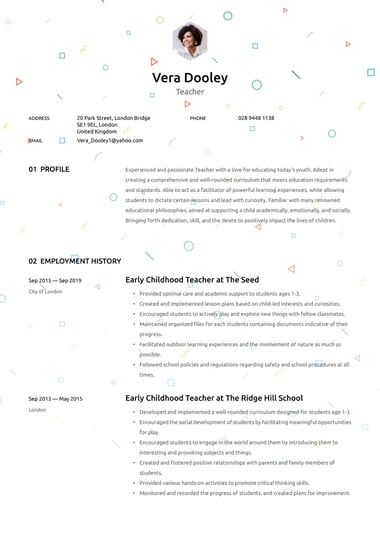 Vera Dooley
Teacher
ADDRESS
20 Park Street, London Bridge
SE1 9EL, London
United Kingdom
PHONE
028 9448 1138
EMAIL
Vera_Dooley1@yahoo.com
01 PROFILE
Experienced and passionate Teacher with a love for educating today's youth. Adept in
creating a comprehensive and well-rounded curriculum that meets education requirements
and standards. Able to act as a facilitator of powerful learning experiences, while allowing
students to dictate certain lessons and lead with curiosity. Familiar with many renowned
educational philosophies, aimed at supporting a child academically, emotionally, and socially.
Bringing forth dedication, skill, and the desire to positively impact the lives of children.
02 EMPLOYMENT HISTORY
Sep 2015 — Sep 2019
City of London
Early Childhood Teacher at The Seed
• Provided optimal care and academic support to students ages 1-3.
• Created and implemented lesson plans based on child-led interests and curiosities.
• Encouraged students to actively play and explore new things with fellow classmates.
• Maintained organized files for each students containing documents indicative of their
progress.
• Facilitated outdoor learning experiences and the involvement of nature as much as
possible.
• Followed school policies and regulations regarding safety and school procedures at all
times.
Sep 2013 — May 2015
London
Early Childhood Teacher at The Ridge Hill School
• Developed and implemented a well-rounded curriculum designed for students age 1-3.
• Encouraged the social development of students by facilitating meaningful opportunities
for play.
• Encouraged students to engage in the world around them by introducing them to
interesting and provoking subjects and things.
• Created and fostered positive relationships with parents and family members of
students.
• Provided various hands-on activities to promote critical thinking skills.
• Monitored and recorded the progress of students, and created plans for improvement.